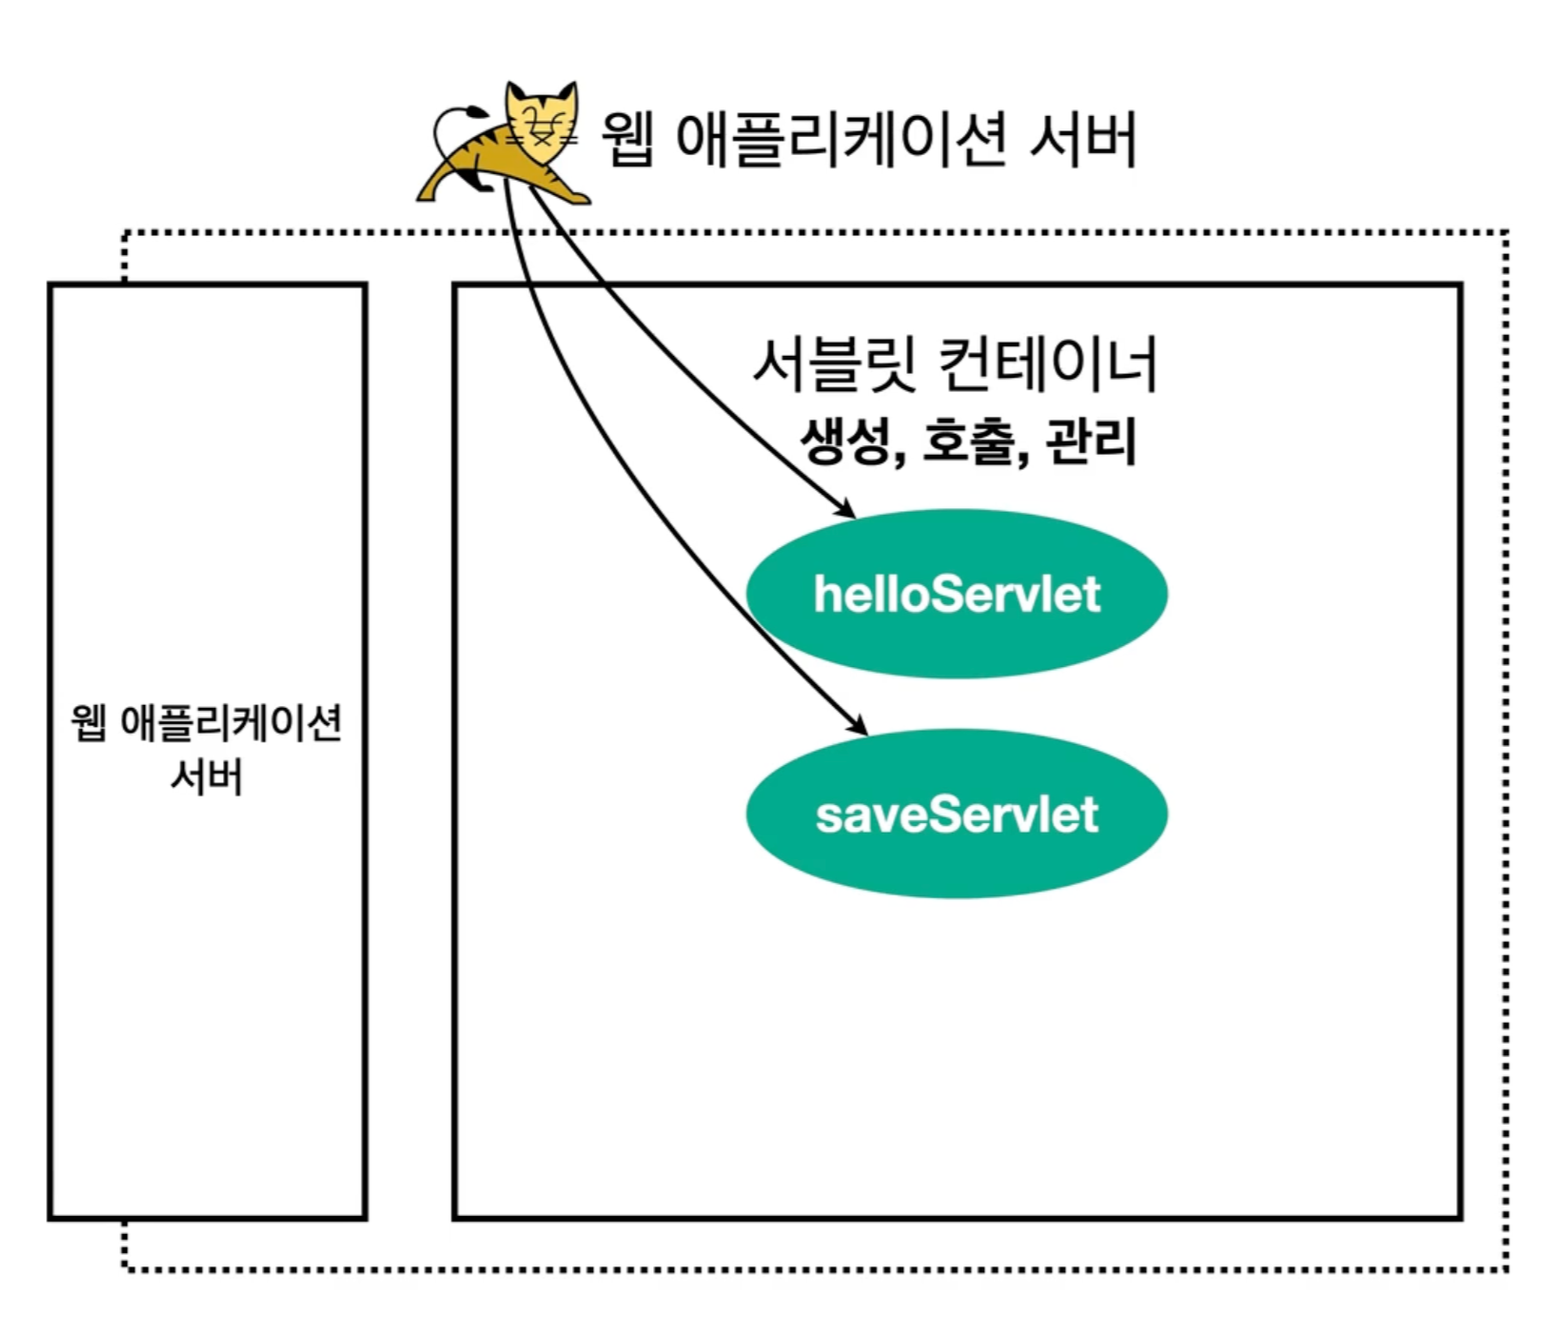 웹 애플리케이션 서버
서블릿 컨테이너
생성, 호출, 관리
helloServlet
웹 애플리케이션
서버
saveServlet